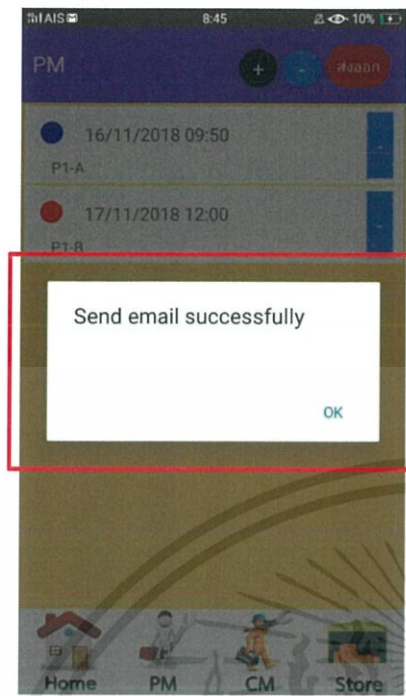 AIS 8:45 10%
PM + - ส่งออก
16/11/2018 09:50
P1-A
17/11/2018 12:00
P1-B
Send email successfully
OK
Home PM CM Store